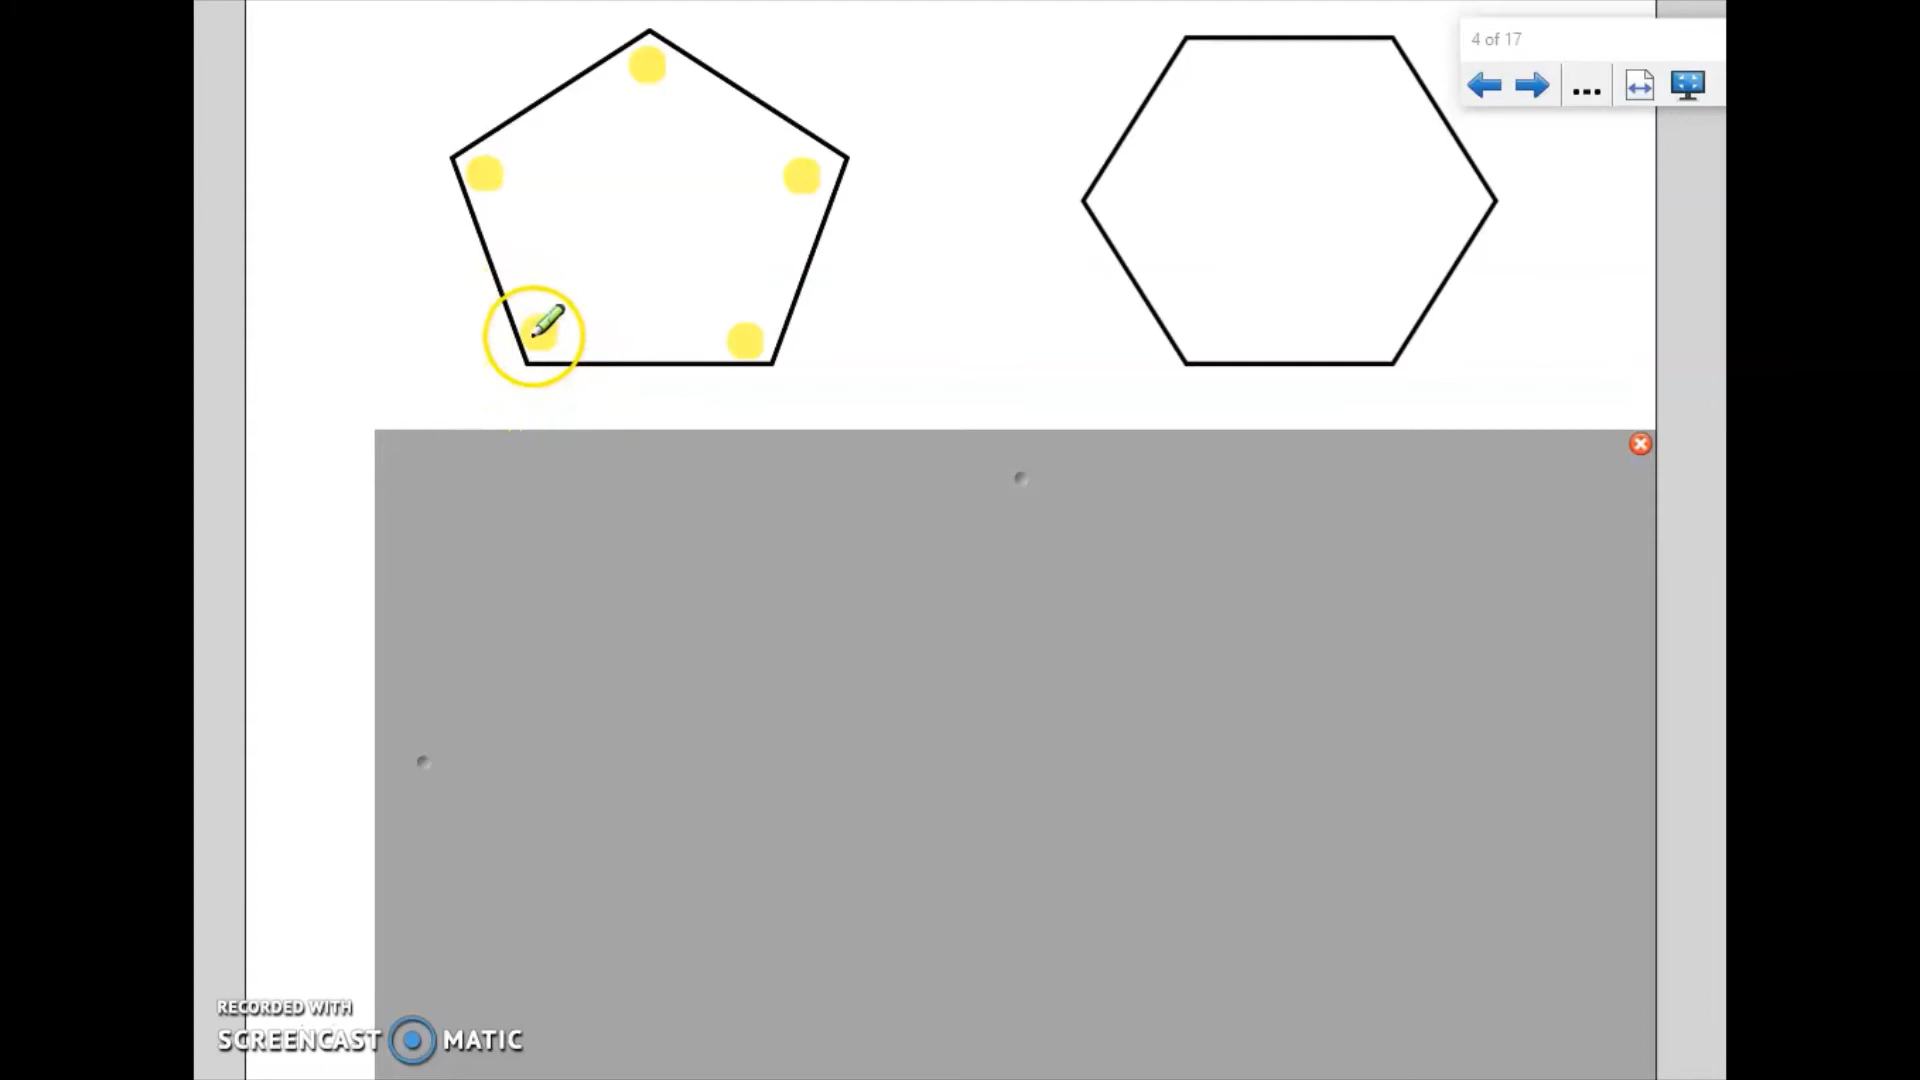 4 of 17
...
RECORDED WITH
SCREENCAST MATIC